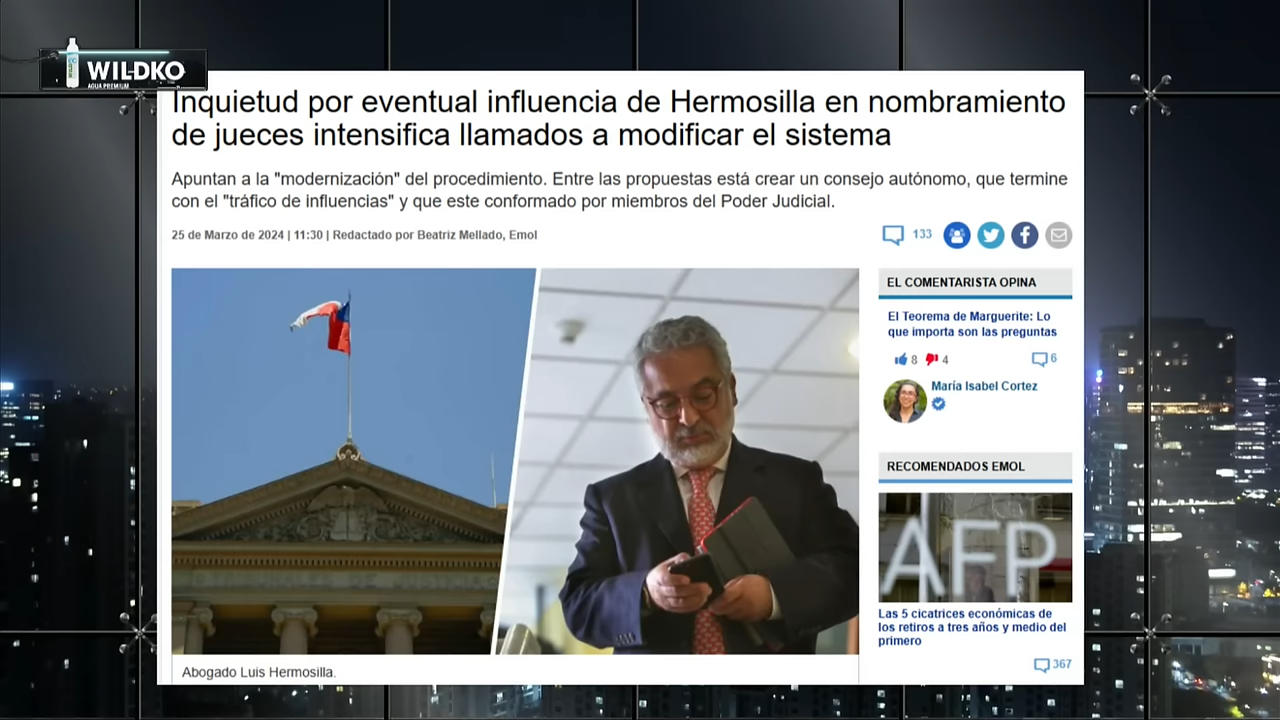 WILDKO
AGUA PREMIUM
Inquietud por eventual influencia de Hermosilla en nombramiento
de jueces intensifica llamados a modificar el sistema
Apuntan a la "modernización" del procedimiento. Entre las propuestas está crear un consejo autónomo, que termine
con el "tráfico de influencias" y que este conformado por miembros del Poder Judicial.
25 de Marzo de 2024 | 11:30 | Redactado por Beatriz Mellado, Emol
133
EL COMENTARISTA OPINA
El Teorema de Marguerite: Lo
que importa son las preguntas
8 4 6
María Isabel Cortez
RECOMENDADOS EMOL
AFP
Las 5 cicatrices económicas de
los retiros a tres años y medio del
primero
367
Abogado Luis Hermosilla.